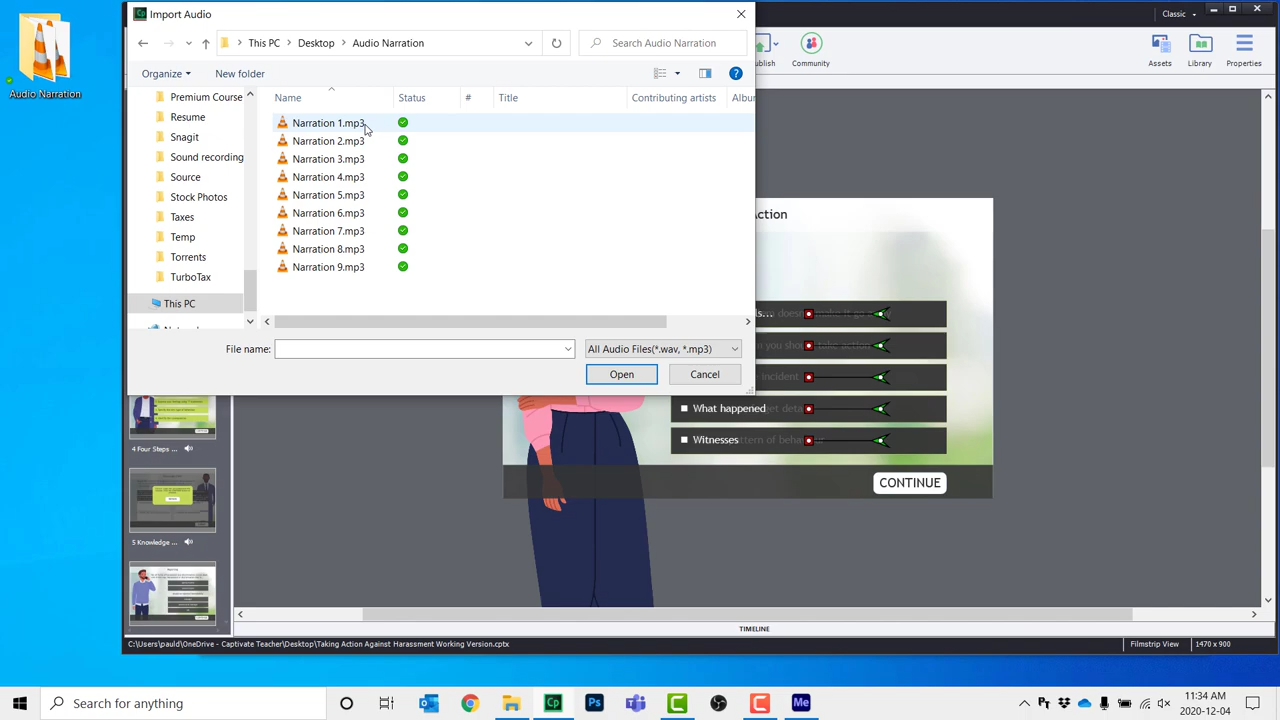 Audio Narration
Cp Import Audio
This PC > Desktop > Audio Narration
Search Audio Narration
Organize
New folder
Premium Course
Resume
Snagit
Sound recording
Source
Stock Photos
Taxes
Temp
Torrents
TurboTax
This PC
Name Status # Title Contributing artists Album
Narration 1.mp3
Narration 2.mp3
Narration 3.mp3
Narration 4.mp3
Narration 5.mp3
Narration 6.mp3
Narration 7.mp3
Narration 8.mp3
Narration 9.mp3
File name:
All Audio Files(*.wav, *.mp3)
Open
Cancel
Classic
Community
Assets
Library
Properties
What happened
Witnesses
CONTINUE
4 Four Steps ...
5 Knowledge ...
TIMELINE
C:\Users\pauld\OneDrive - Captivate Teacher\Desktop\Taking Action Against Harassment Working Version.cptx
Filmstrip View
1470 x 900
Search for anything
Cp
Ps
Me
11:34 AM
2020-12-04